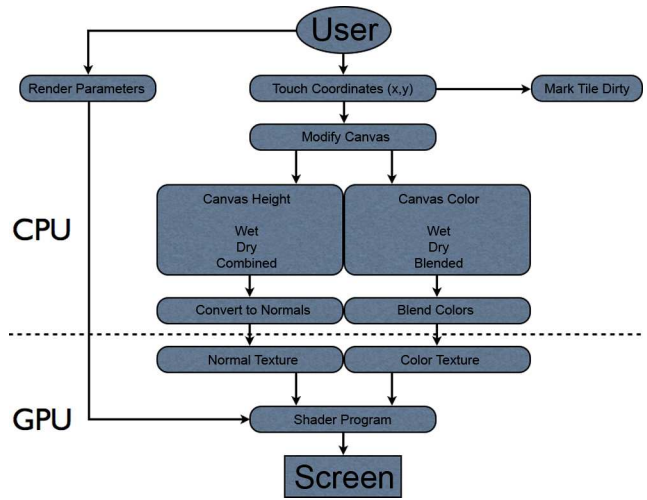 User
Render Parameters
Touch Coordinates (x,y)
Mark Tile Dirty
Modify Canvas
CPU
Canvas Height
Wet
Dry
Combined
Canvas Color
Wet
Dry
Blended
Convert to Normals
Blend Colors
Normal Texture
Color Texture
GPU
Shader Program
Screen